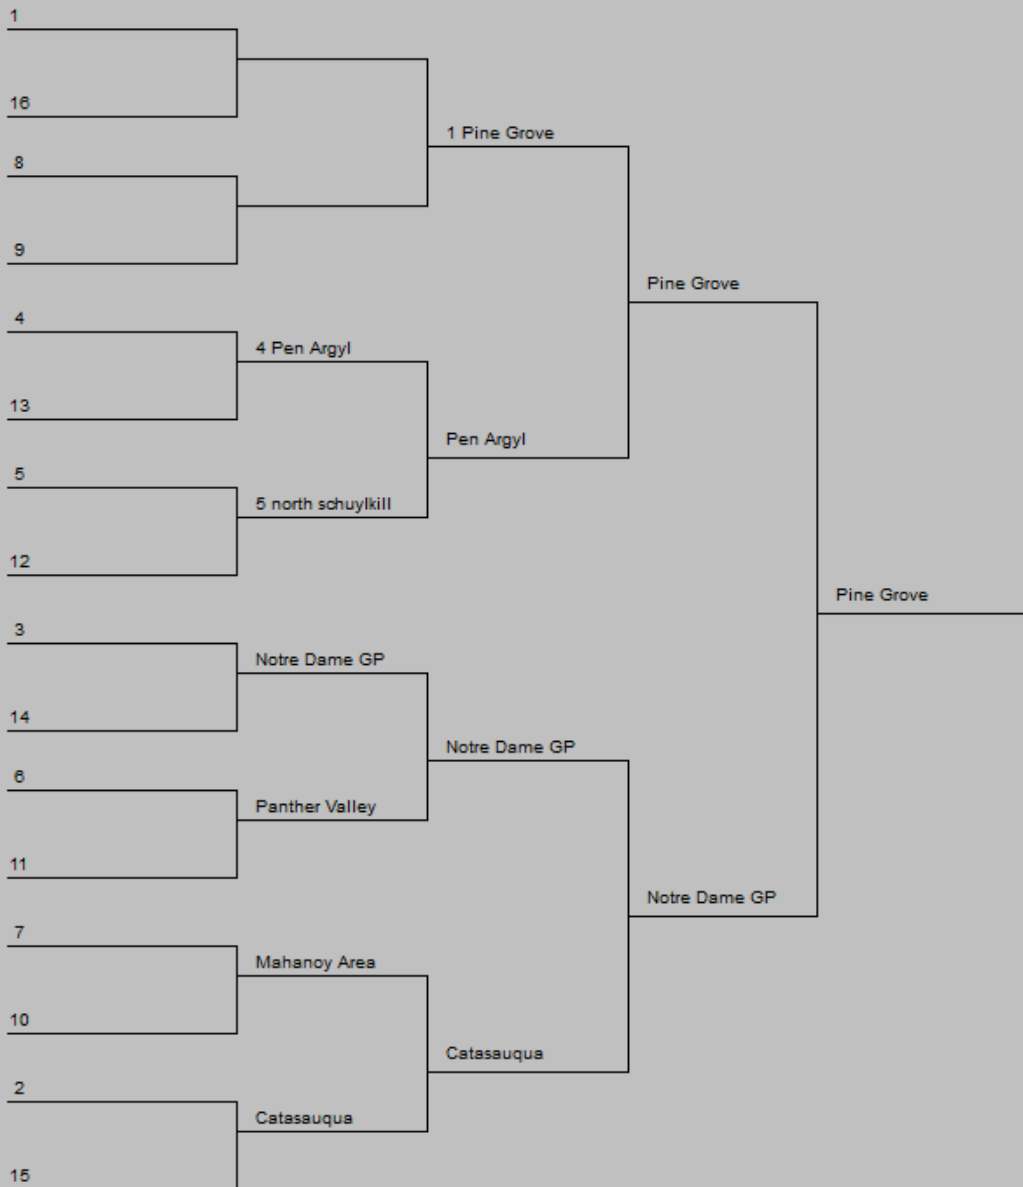 1
16
1 Pine Grove
8
9
Pine Grove
4
4 Pen Argyl
13
Pen Argyl
5
5 north schuylkill
12
Pine Grove
3
Notre Dame GP
14
Notre Dame GP
6
Panther Valley
11
Notre Dame GP
7
Mahanoy Area
10
Catasauqua
2
Catasauqua
15